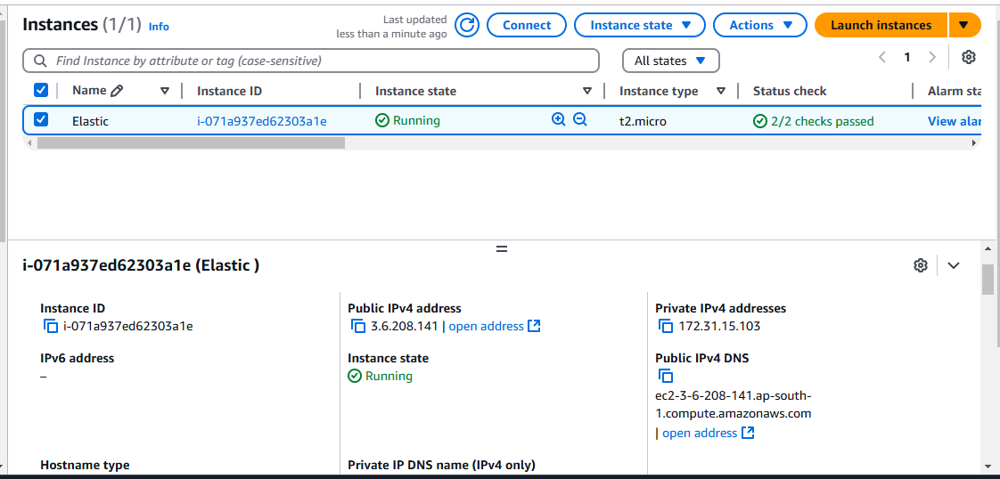 Instances (1/1) Info
Last updated
less than a minute ago
Connect
Instance state
Actions
Launch instances
Find Instance by attribute or tag (case-sensitive)
All states
1
Name Instance ID Instance state Instance type Status check Alarm sta
Elastic i-071a937ed62303a1e Running t2.micro 2/2 checks passed View alar
i-071a937ed62303a1e (Elastic )
Instance ID
i-071a937ed62303a1e
Public IPv4 address
3.6.208.141 | open address
Private IPv4 addresses
172.31.15.103
IPv6 address
–
Instance state
Running
Public IPv4 DNS
ec2-3-6-208-141.ap-south-
1.compute.amazonaws.com
| open address
Hostname type
Private IP DNS name (IPv4 only)